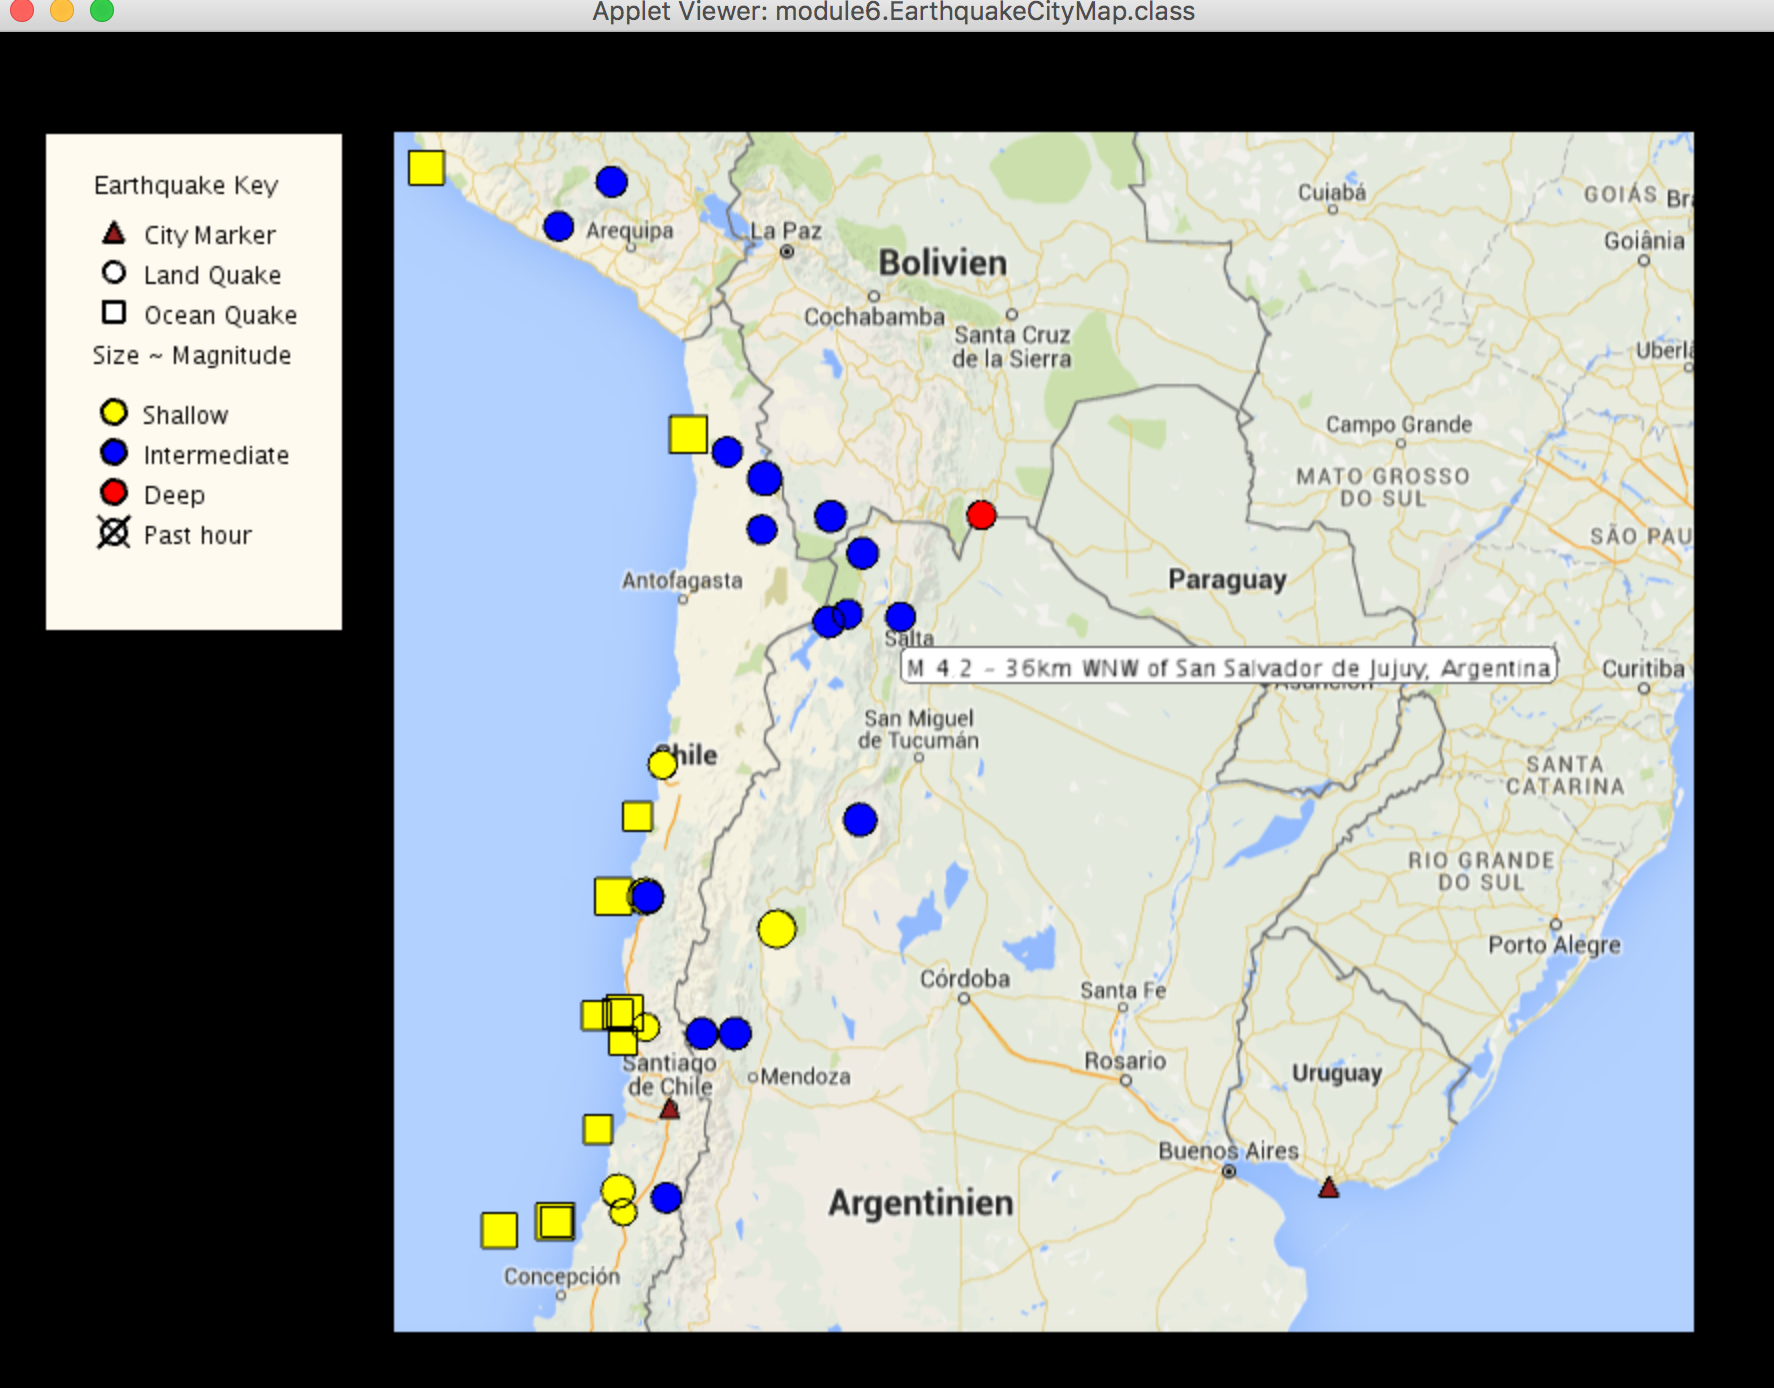 Applet Viewer: module6.EarthquakeCityMap.class
Earthquake Key
City Marker
Land Quake
Ocean Quake
Size ~ Magnitude
Shallow
Intermediate
Deep
Past hour
Arequipa
La Paz
Bolivien
Cochabamba
Santa Cruz
de la Sierra
Cuiabá
GOIÁS
Bra
Goiânia
Uberlâ
Campo Grande
MATO GROSSO
DO SUL
SÃO PAU
Antofagasta
Paraguay
Salta
M 4.2 - 36km WNW of San Salvador de Jujuy, Argentina
Curitiba
San Miguel
de Tucumán
Chile
SANTA
CATARINA
RIO GRANDE
DO SUL
Porto Alegre
Córdoba
Santa Fe
Rosario
Uruguay
Santiago
de Chile
Mendoza
Buenos Aires
Argentinien
Concepción